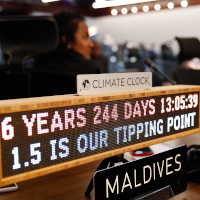 CLIMATE CLOCK
6 YEARS 244 DAYS 13:05:39
1.5 IS OUR TIPPING POINT
MALDIVES